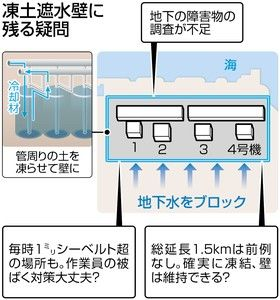 凍土遮水壁に
残る疑問
地下の障害物の
調査が不足
海
冷却材
管周りの土を
凍らせて壁に
1 2 3 4号機
地下水をブロック
毎時1ミリシーベルト超
の場所も。作業員の被
ばく対策大丈夫?
総延長1.5kmは前例
なし。確実に凍結、壁
は維持できる?